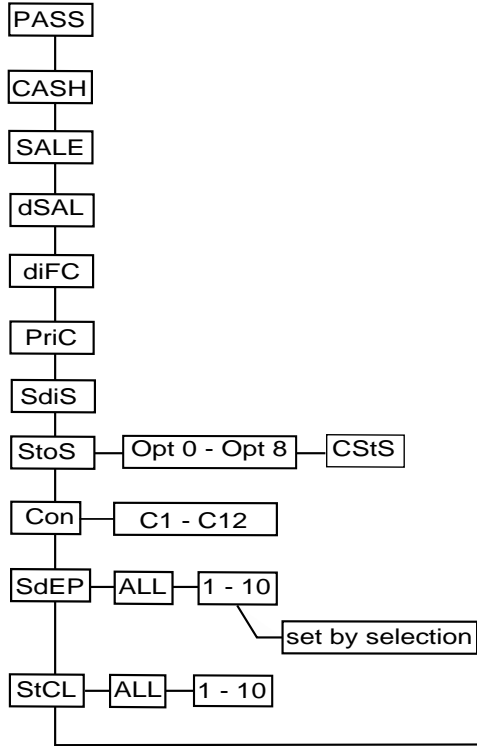 PASS
CASH
SALE
dSAL
diFC
PriC
SdiS
StoS Opt 0 - Opt 8 CStS
Con C1 - C12
SdEP ALL 1 - 10
set by selection
StCL ALL 1 - 10